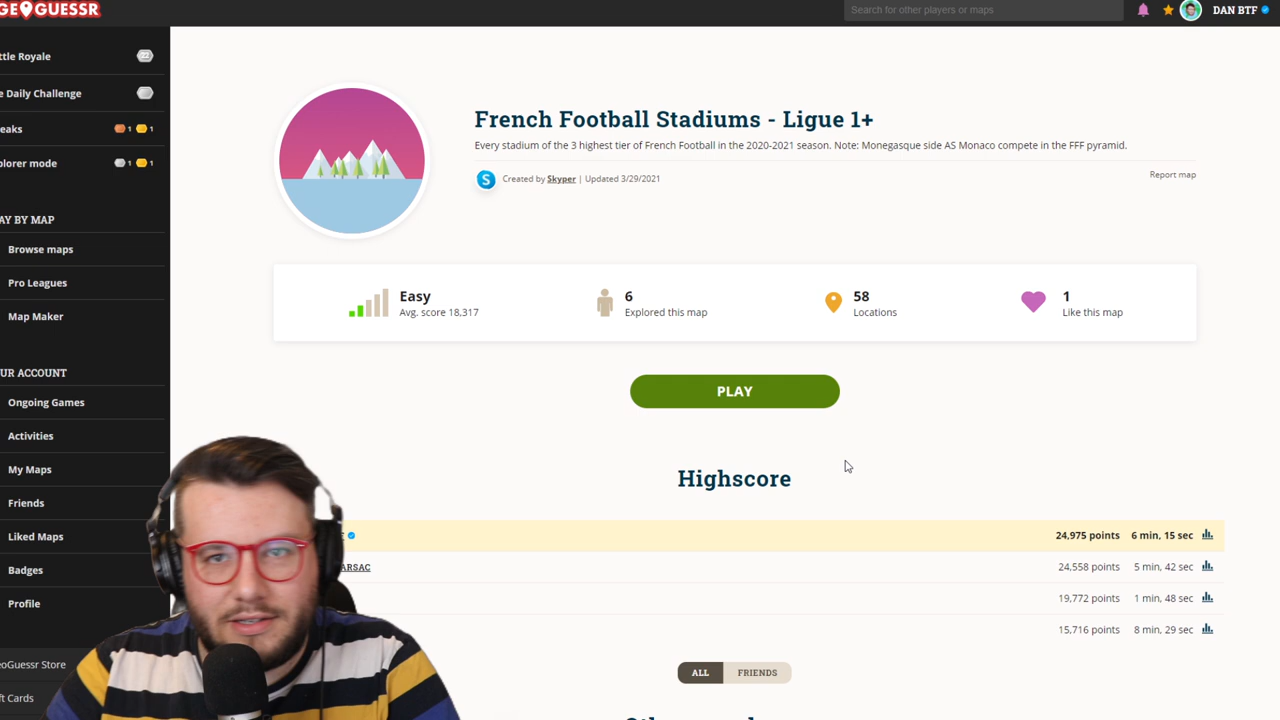 GEOGUESSR
Search for other players or maps
DAN BTF
ttle Royale
22
e Daily Challenge
eaks
1
1
plorer mode
1
1
AY BY MAP
Browse maps
Pro Leagues
Map Maker
UR ACCOUNT
Ongoing Games
Activities
My Maps
Friends
Liked Maps
Badges
Profile
eoGuessr Store
ft Cards
French Football Stadiums - Ligue 1+
Every stadium of the 3 highest tier of French Football in the 2020-2021 season. Note: Monegasque side AS Monaco compete in the FFF pyramid.
S
Created by Skyper | Updated 3/29/2021
Report map
Easy
Avg. score 18,317
6
Explored this map
58
Locations
1
Like this map
PLAY
Highscore
24,975 points 6 min, 15 sec
ARSAC 24,558 points 5 min, 42 sec
19,772 points 1 min, 48 sec
15,716 points 8 min, 29 sec
ALL FRIENDS